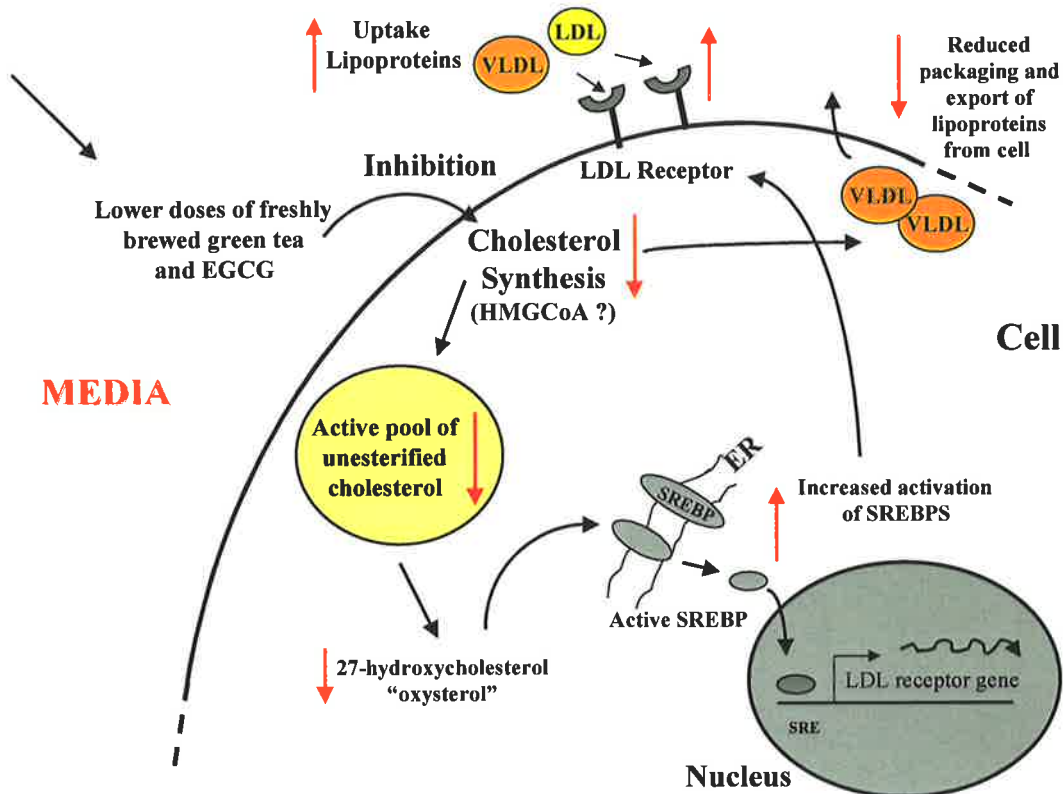 Uptake
Lipoproteins
VLDL
LDL
Reduced
packaging and
export of
lipoproteins
from cell
LDL Receptor
VLDL
VLDL
Inhibition
Lower doses of freshly
brewed green tea
and EGCG
Cholesterol
Synthesis
(HMGCoA ?)
Cell
MEDIA
Active pool of
unesterified
cholesterol
ER
SREBP
Increased activation
of SREBPS
Active SREBP
27-hydroxycholesterol
“oxysterol”
LDL receptor gene
SRE
Nucleus